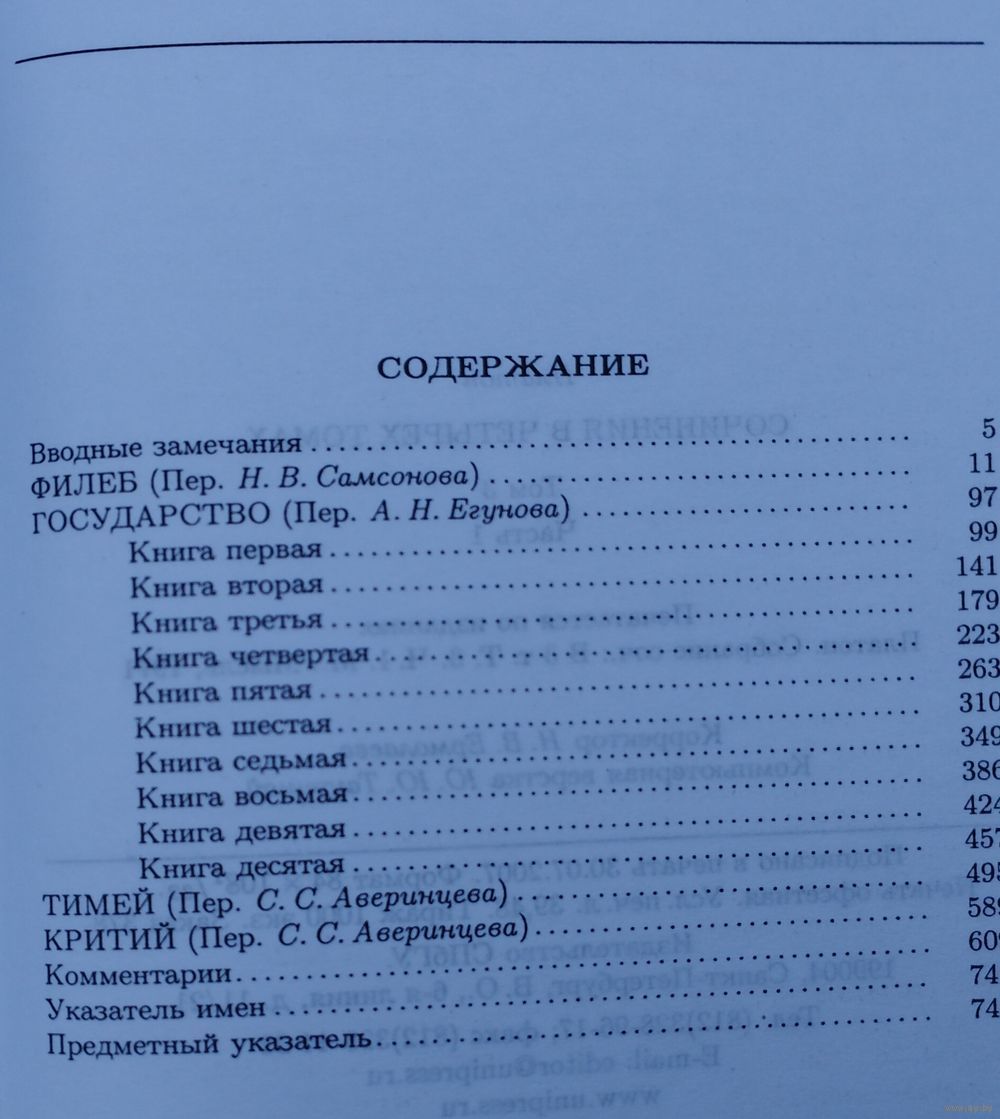 СОДЕРЖАНИЕ
Вводные замечания 5
ФИЛЕБ (Пер. Н. В. Самсонова) 11
ГОСУДАРСТВО (Пер. А. Н. Егунова) 97
Книга первая 99
Книга вторая 141
Книга третья 179
Книга четвертая 223
Книга пятая 263
Книга шестая 310
Книга седьмая 349
Книга восьмая 386
Книга девятая 424
Книга десятая 457
ТИМЕЙ (Пер. С. С. Аверинцева) 495
КРИТИЙ (Пер. С. С. Аверинцева) 589
Комментарии
Указатель имен
Предметный указатель